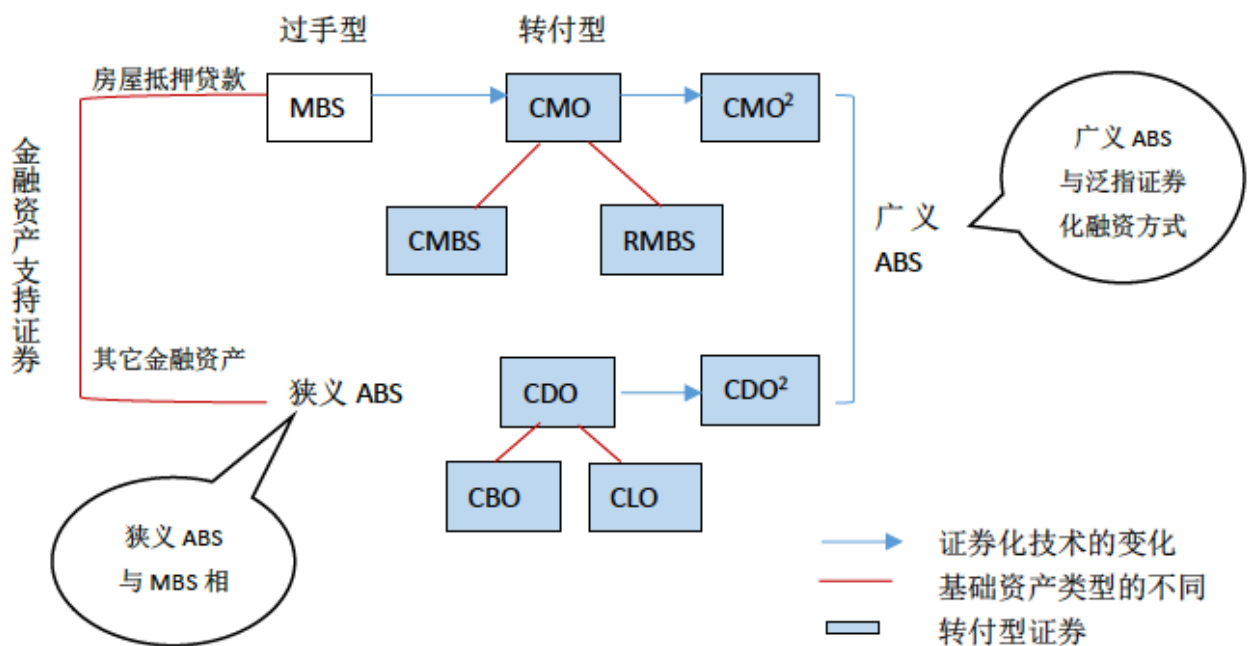 过手型
转付型
房屋抵押贷款
MBS
CMO
CMO²
CMBS
RMBS
金融资产支持证券
广 义
ABS
广义 ABS
与泛指证券
化融资方式
其它金融资产
狭义 ABS
CDO
CDO²
CBO
CLO
狭义 ABS
与 MBS 相
证券化技术的变化
基础资产类型的不同
转付型证券